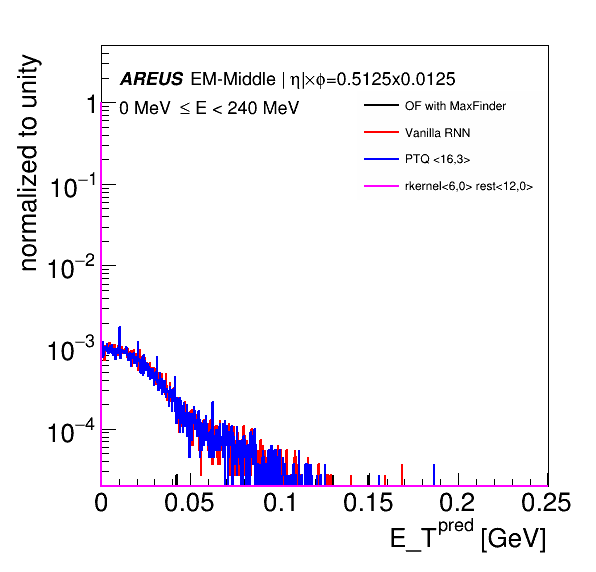 AREUS EM-Middle | η|×φ=0.5125x0.0125
0 MeV ≤ E < 240 MeV
OF with MaxFinder
Vanilla RNN
PTQ <16,3>
rkernel<6,0> rest<12,0>
normalized to unity
1
10⁻¹
10⁻²
10⁻³
10⁻⁴
0 0.05 0.1 0.15 0.2 0.25
E_T^pred [GeV]